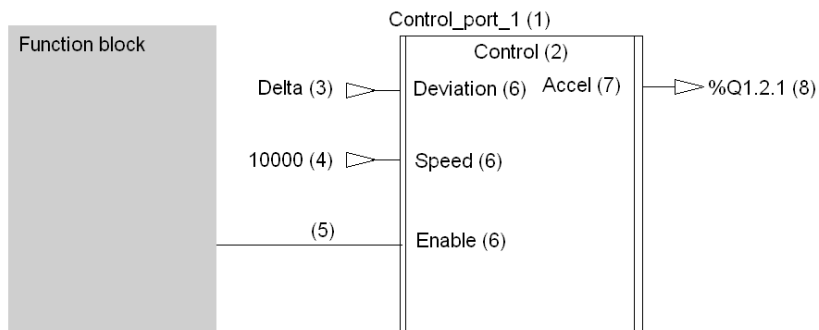 Control_port_1 (1)
Function block
Control (2)
Delta (3)
Deviation (6)
Accel (7)
%Q1.2.1 (8)
10000 (4)
Speed (6)
(5)
Enable (6)